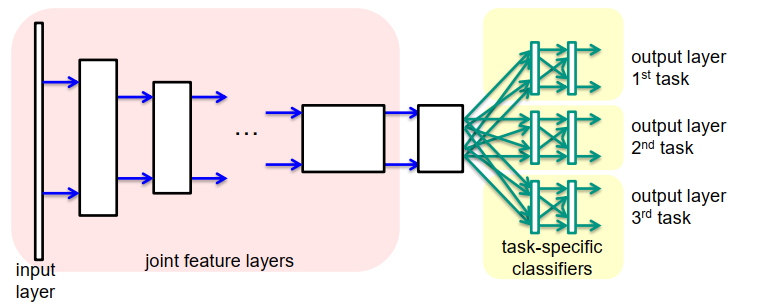 input
layer
joint feature layers
...
output layer
1st task
output layer
2nd task
output layer
3rd task
task-specific
classifiers